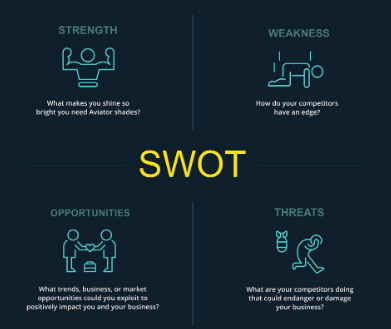 STRENGTH
What makes you shine so
bright you need Aviator shades?
WEAKNESS
How do your competitors
have an edge?
SWOT
OPPORTUNITIES
What trends, business, or market
opportunities could you exploit to
positively impact you and your business?
THREATS
What are your competitors doing
that could endanger or damage
your business?